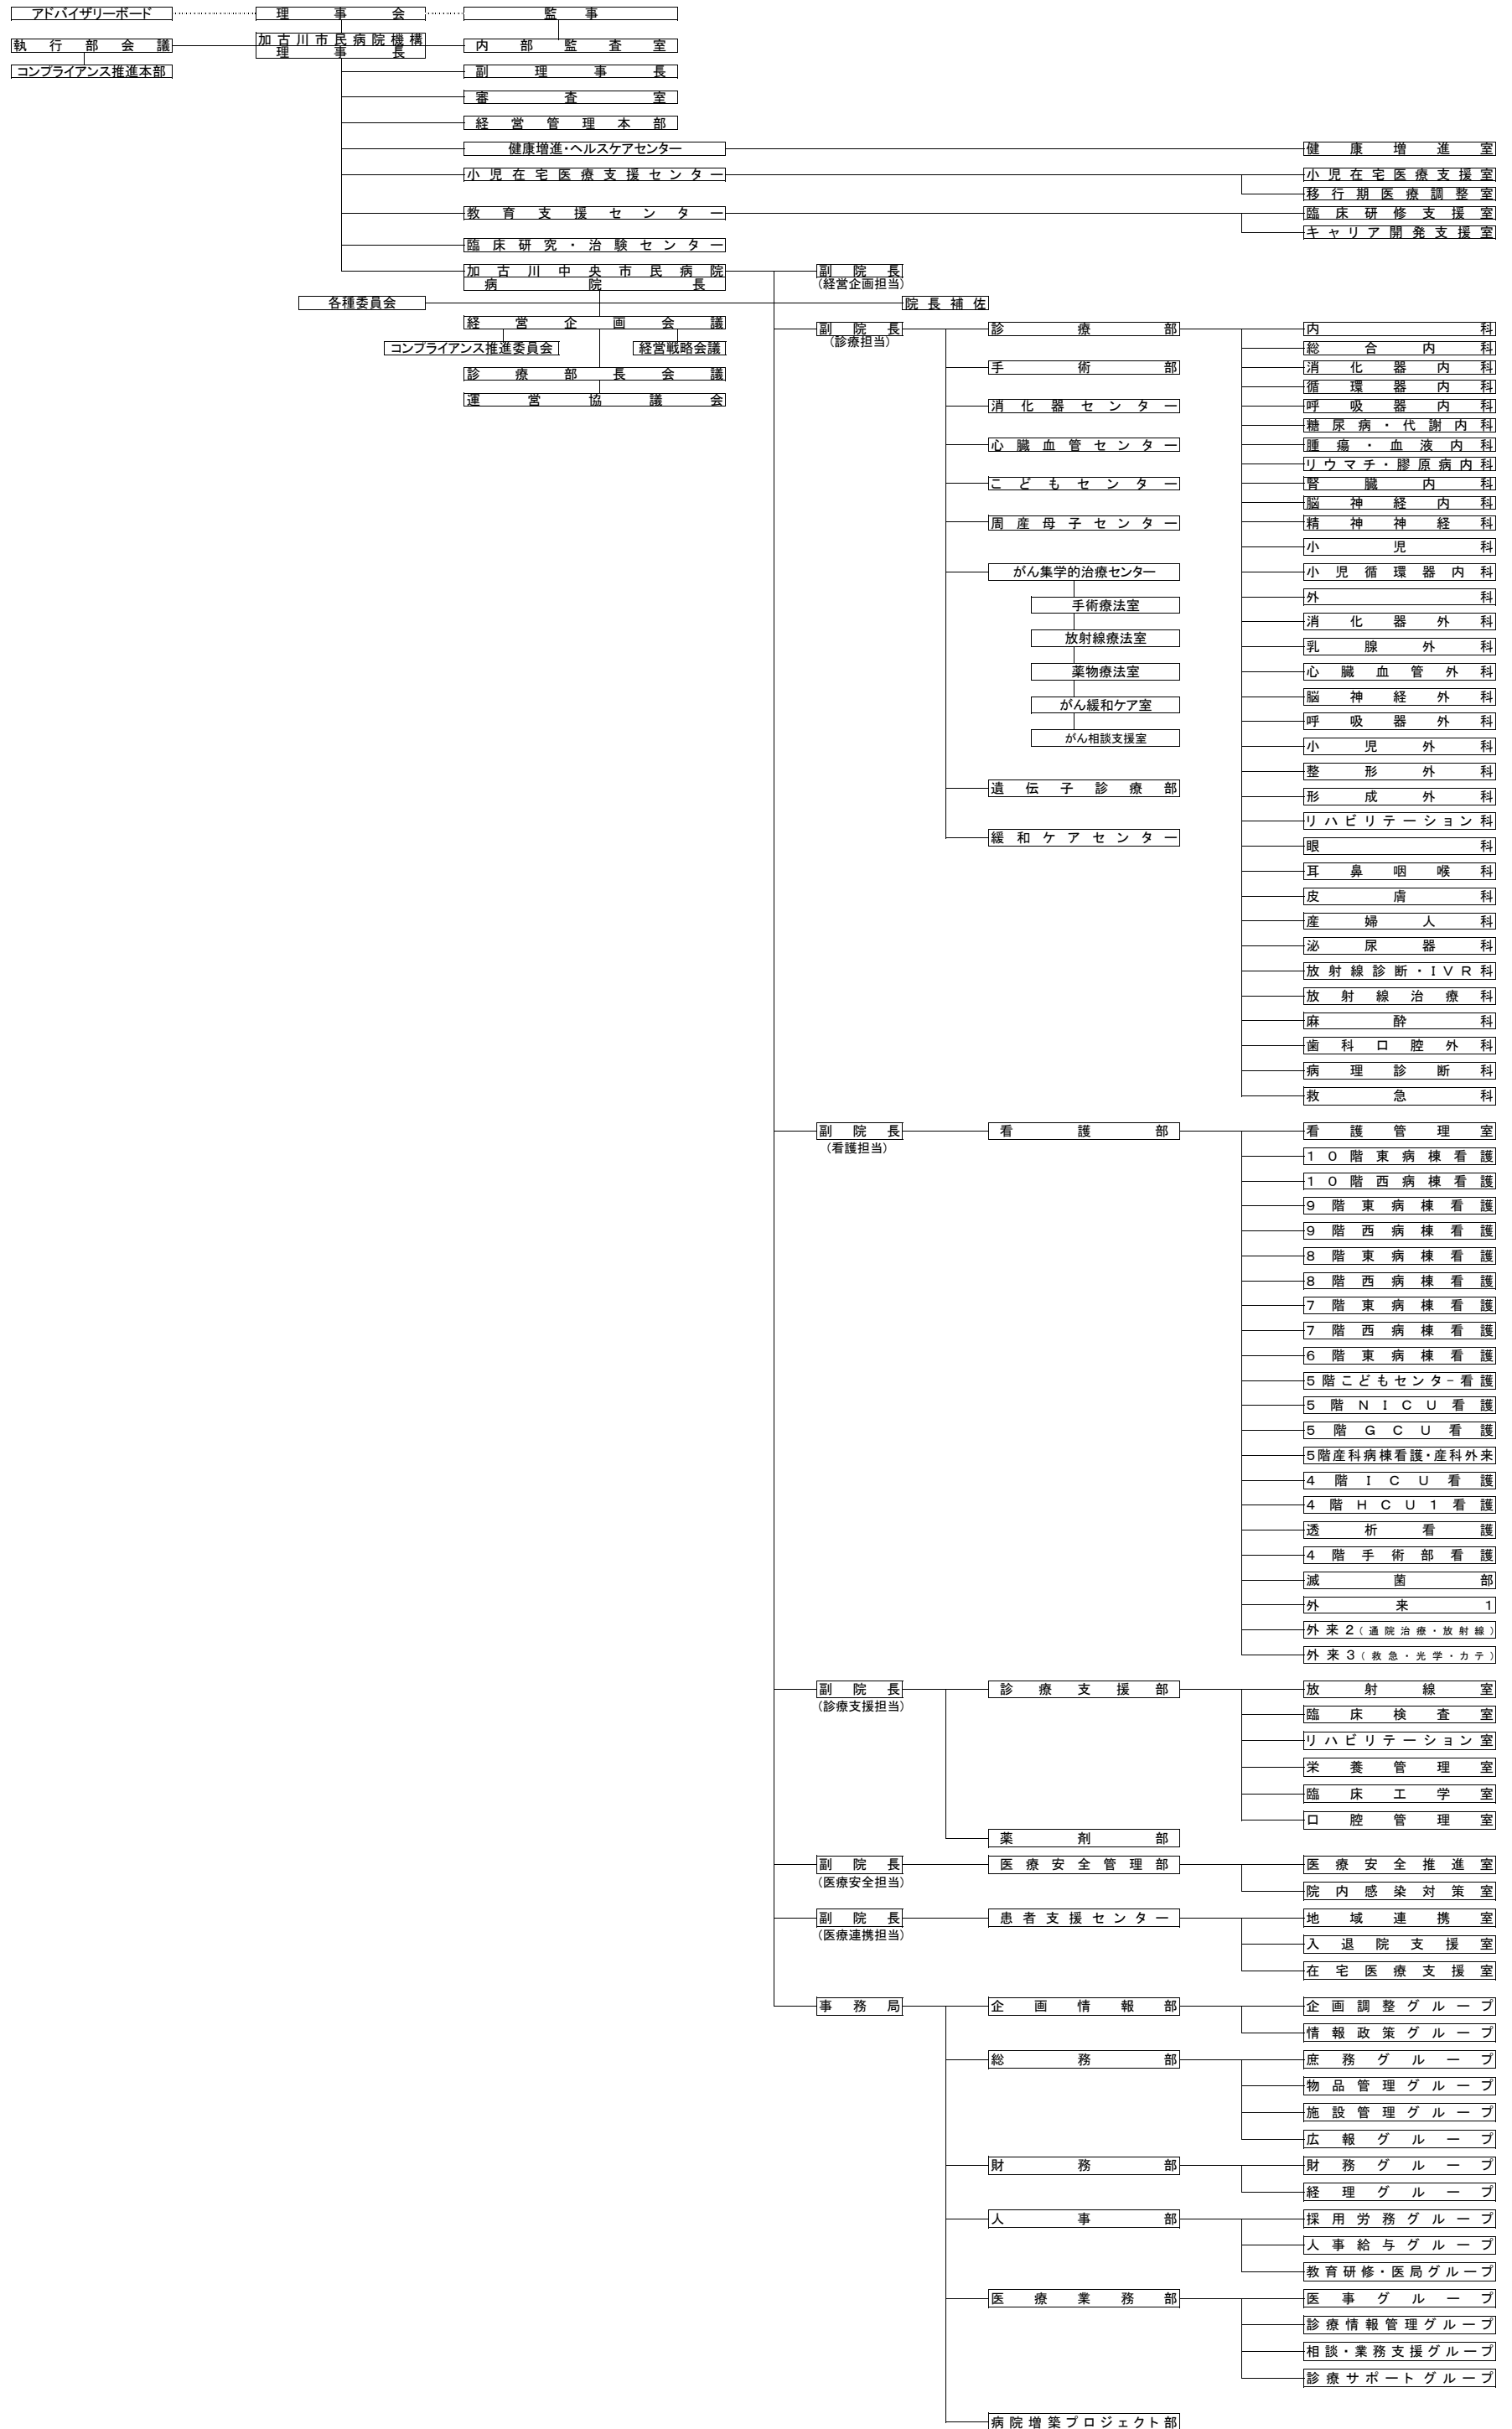 アドバイザリーボード 理事会 監事
執行部会議 加古川市民病院機構 内部監査室
理事長
コンプライアンス推進本部 副理事長
審査室
経営管理本部
健康増進・ヘルスケアセンター 健康増進室
小児在宅医療支援センター 小児在宅医療支援室
移行期医療調整室
教育支援センター 臨床研修支援室
キャリア開発支援室
臨床研究・治験センター
加古川中央市民病院 副院長
病院長 (経営企画担当)
各種委員会 院長補佐
経営企画会議 副院長 診療部 内科
(診療担当)
コンプライアンス推進委員会 経営戦略会議 総合内科
診療部長会議 手術部 消化器内科
循環器内科
運営協議会 消化器センター 呼吸器内科
糖尿病・代謝内科
心臓血管センター 腫瘍・血液内科
リウマチ・膠原病内科
こどもセンター 腎臓内科
脳神経内科
周産母子センター 精神神経科
小児科
がん集学的治療センター 小児循環器内科
外科
手術療法室
消化器外科
放射線療法室
乳腺外科
薬物療法室 心臓血管外科
脳神経外科
がん緩和ケア室
呼吸器外科
がん相談支援室
小児外科
整形外科
遺伝子診療部 形成外科
リハビリテーション科
緩和ケアセンター 眼科
耳鼻咽喉科
皮膚科
産婦人科
泌尿器科
放射線診断・IVR科
放射線治療科
麻酔科
歯科口腔外科
病理診断科
救急科
副院長 看護部 看護管理室
(看護担当)
10階東病棟看護
10階西病棟看護
9階東病棟看護
9階西病棟看護
8階東病棟看護
8階西病棟看護
7階東病棟看護
7階西病棟看護
6階東病棟看護
5階こどもセンター看護
5階NICU看護
5階GCU看護
5階産科病棟看護・産科外来
4階ICU看護
4階HCU1看護
透析看護
4階手術部看護
滅菌部
外来1
外来2(通院治療・放射線)
外来3(救急・光学・カテ)
副院長 診療支援部 放射線室
(診療支援担当)
臨床検査室
リハビリテーション室
栄養管理室
臨床工学室
口腔管理室
薬剤部
副院長 医療安全管理部 医療安全推進室
(医療安全担当)
院内感染対策室
副院長 患者支援センター 地域連携室
(医療連携担当)
入退院支援室
在宅医療支援室
事務局 企画情報部 企画調整グループ
情報政策グループ
総務部 庶務グループ
物品管理グループ
施設管理グループ
広報グループ
財務部 財務グループ
経理グループ
人事部 採用労務グループ
人事給与グループ
教育研修・医局グループ
医療業務部 医事グループ
診療情報管理グループ
相談・業務支援グループ
診療サポートグループ
病院増築プロジェクト部